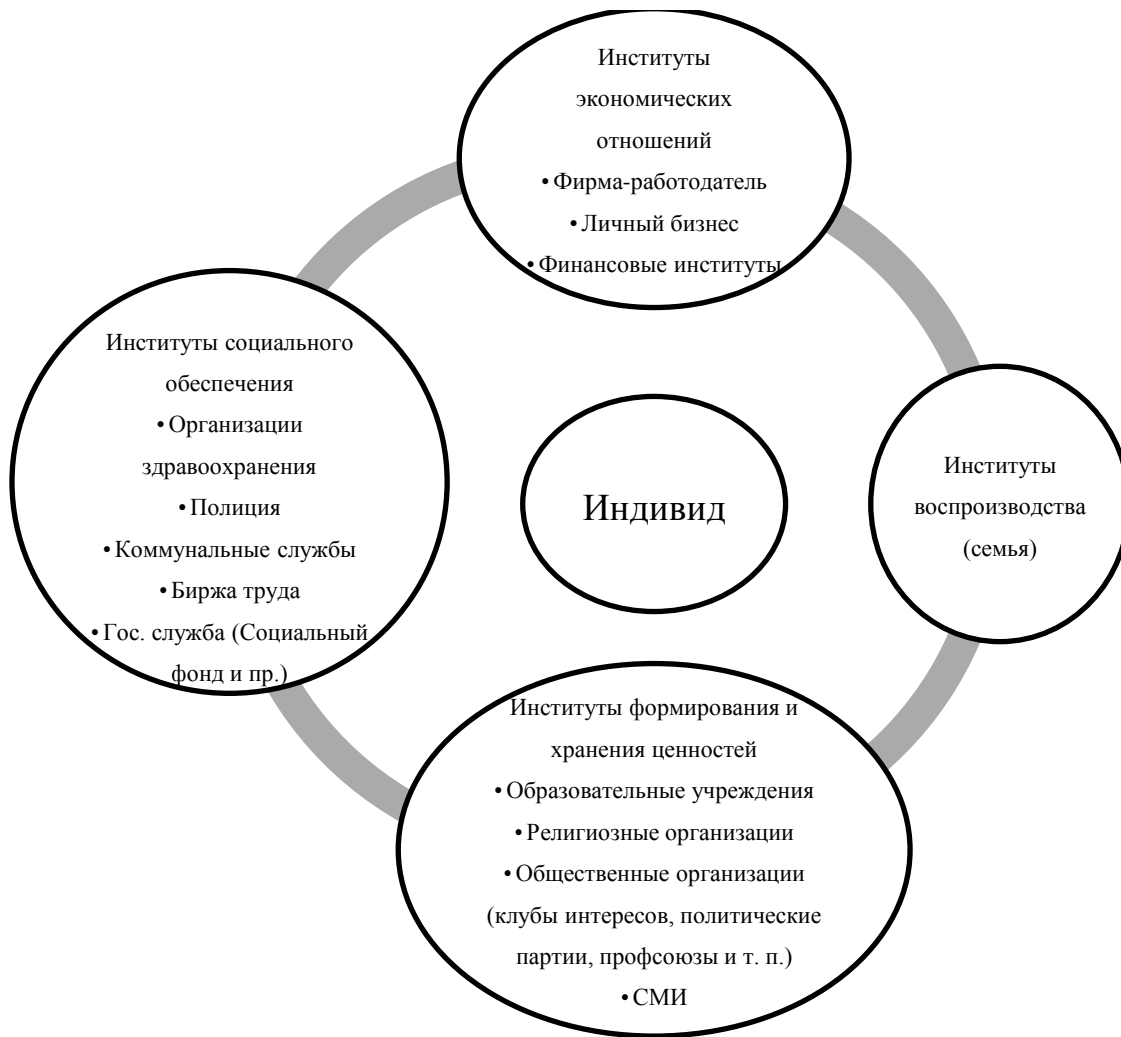 Институты
экономических
отношений
• Фирма-работодатель
• Личный бизнес
• Финансовые институты
Институты социального
обеспечения
• Организации
здравоохранения
• Полиция
• Коммунальные службы
• Биржа труда
• Гос. служба (Социальный
фонд и пр.)
Индивид
Институты
воспроизводства
(семья)
Институты формирования и
хранения ценностей
• Образовательные учреждения
• Религиозные организации
• Общественные организации
(клубы интересов, политические
партии, профсоюзы и т. п.)
• СМИ